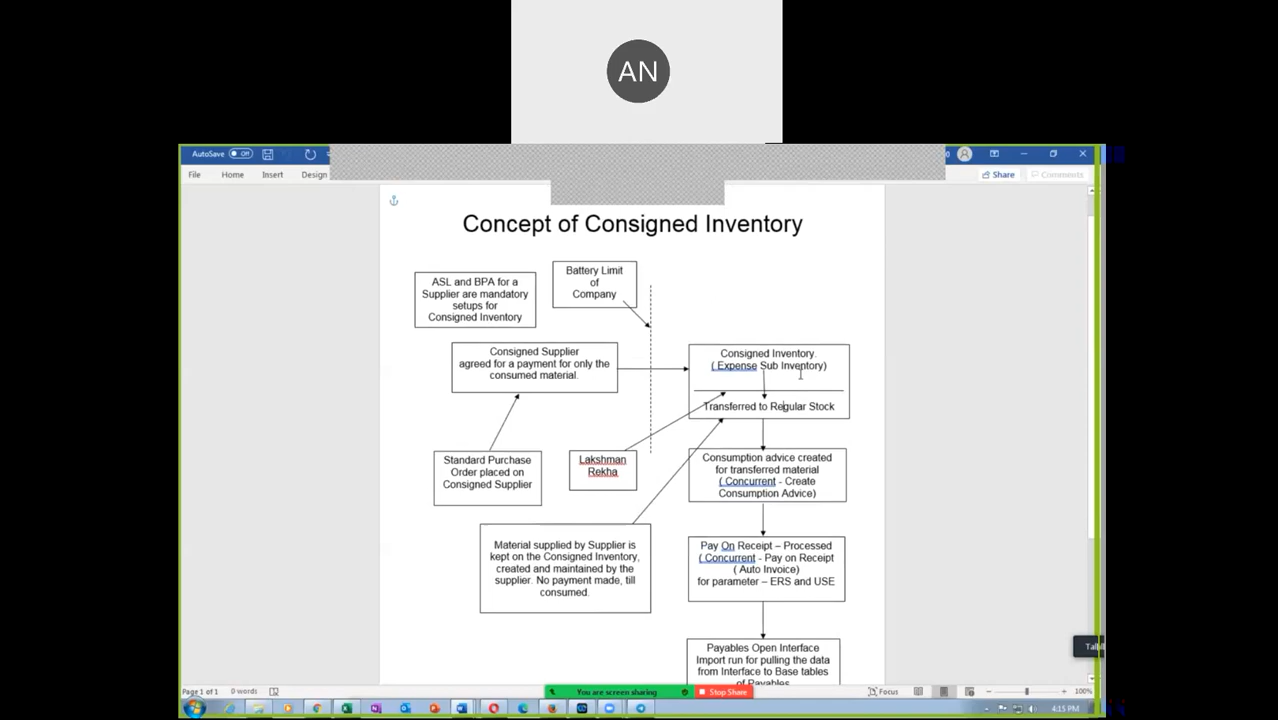 AN
AutoSave Off
File Home Insert Design
Share Comments
Concept of Consigned Inventory
ASL and BPA for a
Supplier are mandatory
setups for
Consigned Inventory
Battery Limit
of
Company
Consigned Supplier
agreed for a payment for only the
consumed material.
Consigned Inventory.
( Expense Sub Inventory)
Transferred to Regular Stock
Standard Purchase
Order placed on
Consigned Supplier
Lakshman
Rekha
Consumption advice created
for transferred material
( Concurrent - Create
Consumption Advice)
Material supplied by Supplier is
kept on the Consigned Inventory,
created and maintained by the
supplier. No payment made, till
consumed.
Pay On Receipt – Processed
( Concurrent - Pay on Receipt
( Auto Invoice)
for parameter – ERS and USE
Payables Open Interface
Import run for pulling the data
from Interface to Base tables
of Payables
Page 1 of 1 0 words
You are screen sharing Stop Share
Focus
100%
4:15 PM